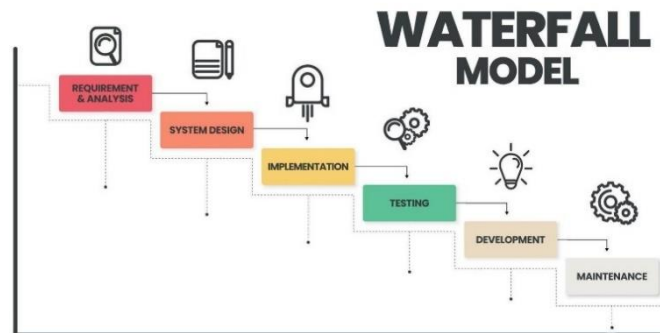 WATERFALL
MODEL
REQUIREMENT
& ANALYSIS
SYSTEM DESIGN
IMPLEMENTATION
TESTING
DEVELOPMENT
MAINTENANCE